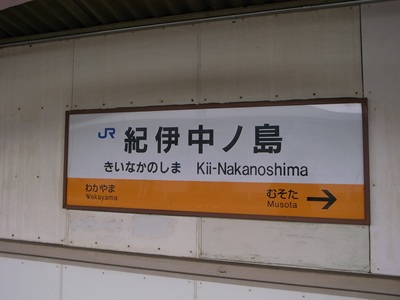 JR 紀伊中ノ島
きいなかのしま Kii-Nakanoshima
わかやま むそた →
Wakayama Musota